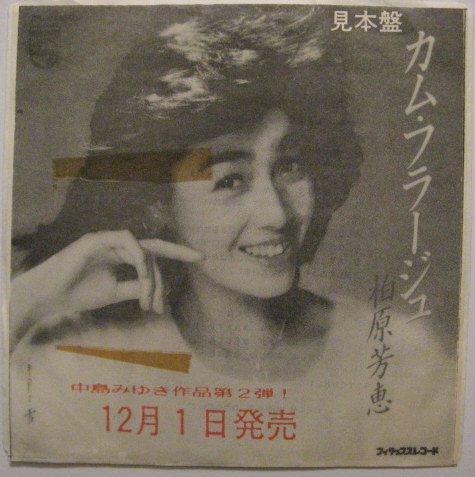 見本盤
カム・フラージュ
柏原芳恵
中島みゆき作品第2弾!
12月1日発売
フィリップスレコード